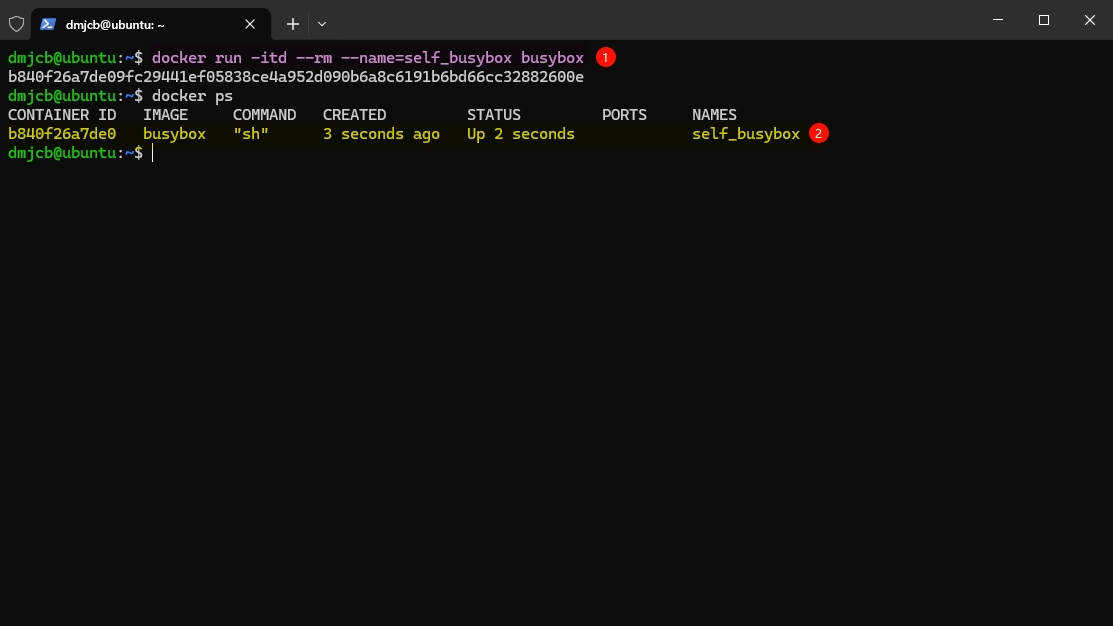 dmjcb@ubuntu: ~
dmjcb@ubuntu:~$ docker run -itd --rm --name=self_busybox busybox 1
b840f26a7de09fc29441ef05838ce4a952d090b6a8c6191b6bd66cc32882600e
dmjcb@ubuntu:~$ docker ps
CONTAINER ID IMAGE COMMAND CREATED STATUS PORTS NAMES
b840f26a7de0 busybox "sh" 3 seconds ago Up 2 seconds self_busybox 2
dmjcb@ubuntu:~$